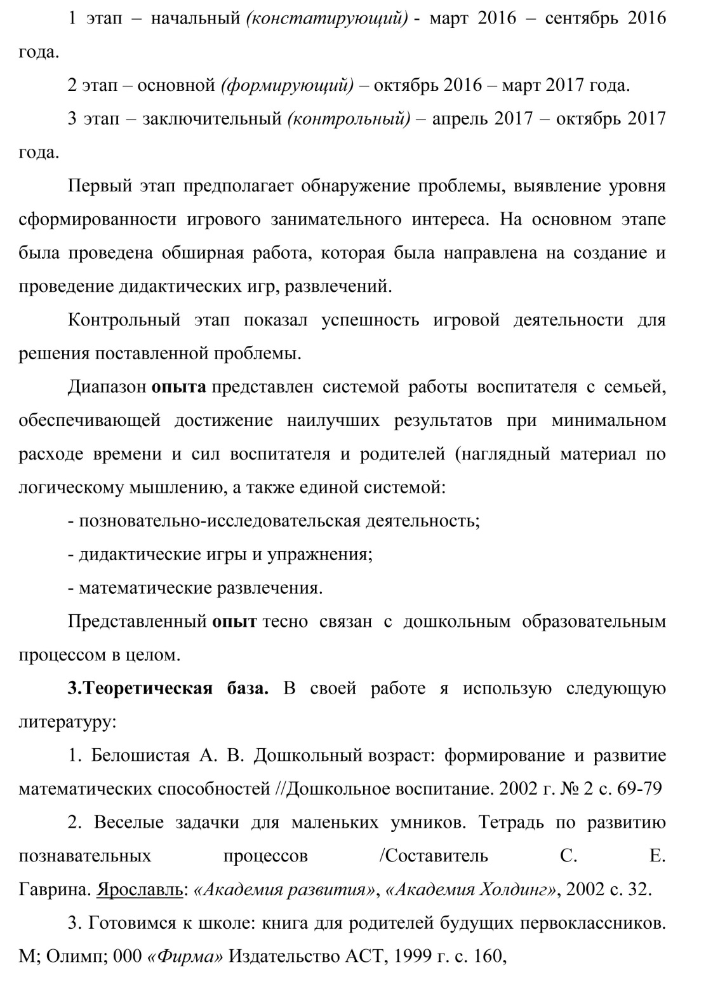 1 этап – начальный (констатирующий) - март 2016 – сентябрь 2016
года.
2 этап – основной (формирующий) – октябрь 2016 – март 2017 года.
3 этап – заключительный (контрольный) – апрель 2017 – октябрь 2017
года.
Первый этап предполагает обнаружение проблемы, выявление уровня
сформированности игрового занимательного интереса. На основном этапе
была проведена обширная работа, которая была направлена на создание и
проведение дидактических игр, развлечений.
Контрольный этап показал успешность игровой деятельности для
решения поставленной проблемы.
Диапазон опыта представлен системой работы воспитателя с семьей,
обеспечивающей достижение наилучших результатов при минимальном
расходе времени и сил воспитателя и родителей (наглядный материал по
логическому мышлению, а также единой системой:
- позновательно-исследовательская деятельность;
- дидактические игры и упражнения;
- математические развлечения.
Представленный опыт тесно связан с дошкольным образовательным
процессом в целом.
3.Теоретическая база. В своей работе я использую следующую
литературу:
1. Белошистая А. В. Дошкольный возраст: формирование и развитие
математических способностей //Дошкольное воспитание. 2002 г. № 2 с. 69-79
2. Веселые задачки для маленьких умников. Тетрадь по развитию
познавательных процессов /Составитель С. Е.
Гаврина. Ярославль: «Академия развития», «Академия Холдинг», 2002 с. 32.
3. Готовимся к школе: книга для родителей будущих первоклассников.
М; Олимп; 000 «Фирма» Издательство АСТ, 1999 г. с. 160,